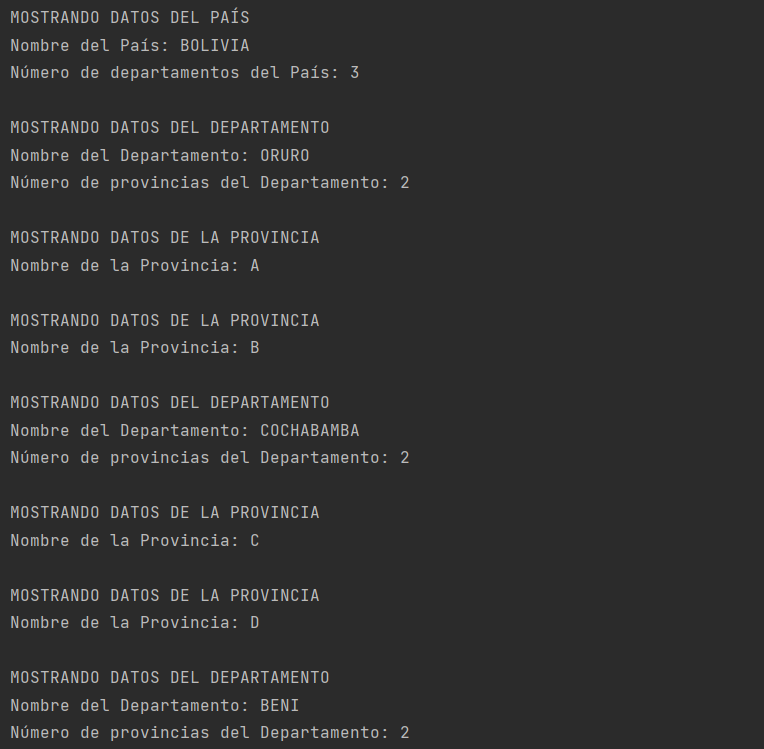 MOSTRANDO DATOS DEL PAÍS
Nombre del País: BOLIVIA
Número de departamentos del País: 3
MOSTRANDO DATOS DEL DEPARTAMENTO
Nombre del Departamento: ORURO
Número de provincias del Departamento: 2
MOSTRANDO DATOS DE LA PROVINCIA
Nombre de la Provincia: A
MOSTRANDO DATOS DE LA PROVINCIA
Nombre de la Provincia: B
MOSTRANDO DATOS DEL DEPARTAMENTO
Nombre del Departamento: COCHABAMBA
Número de provincias del Departamento: 2
MOSTRANDO DATOS DE LA PROVINCIA
Nombre de la Provincia: C
MOSTRANDO DATOS DE LA PROVINCIA
Nombre de la Provincia: D
MOSTRANDO DATOS DEL DEPARTAMENTO
Nombre del Departamento: BENI
Número de provincias del Departamento: 2